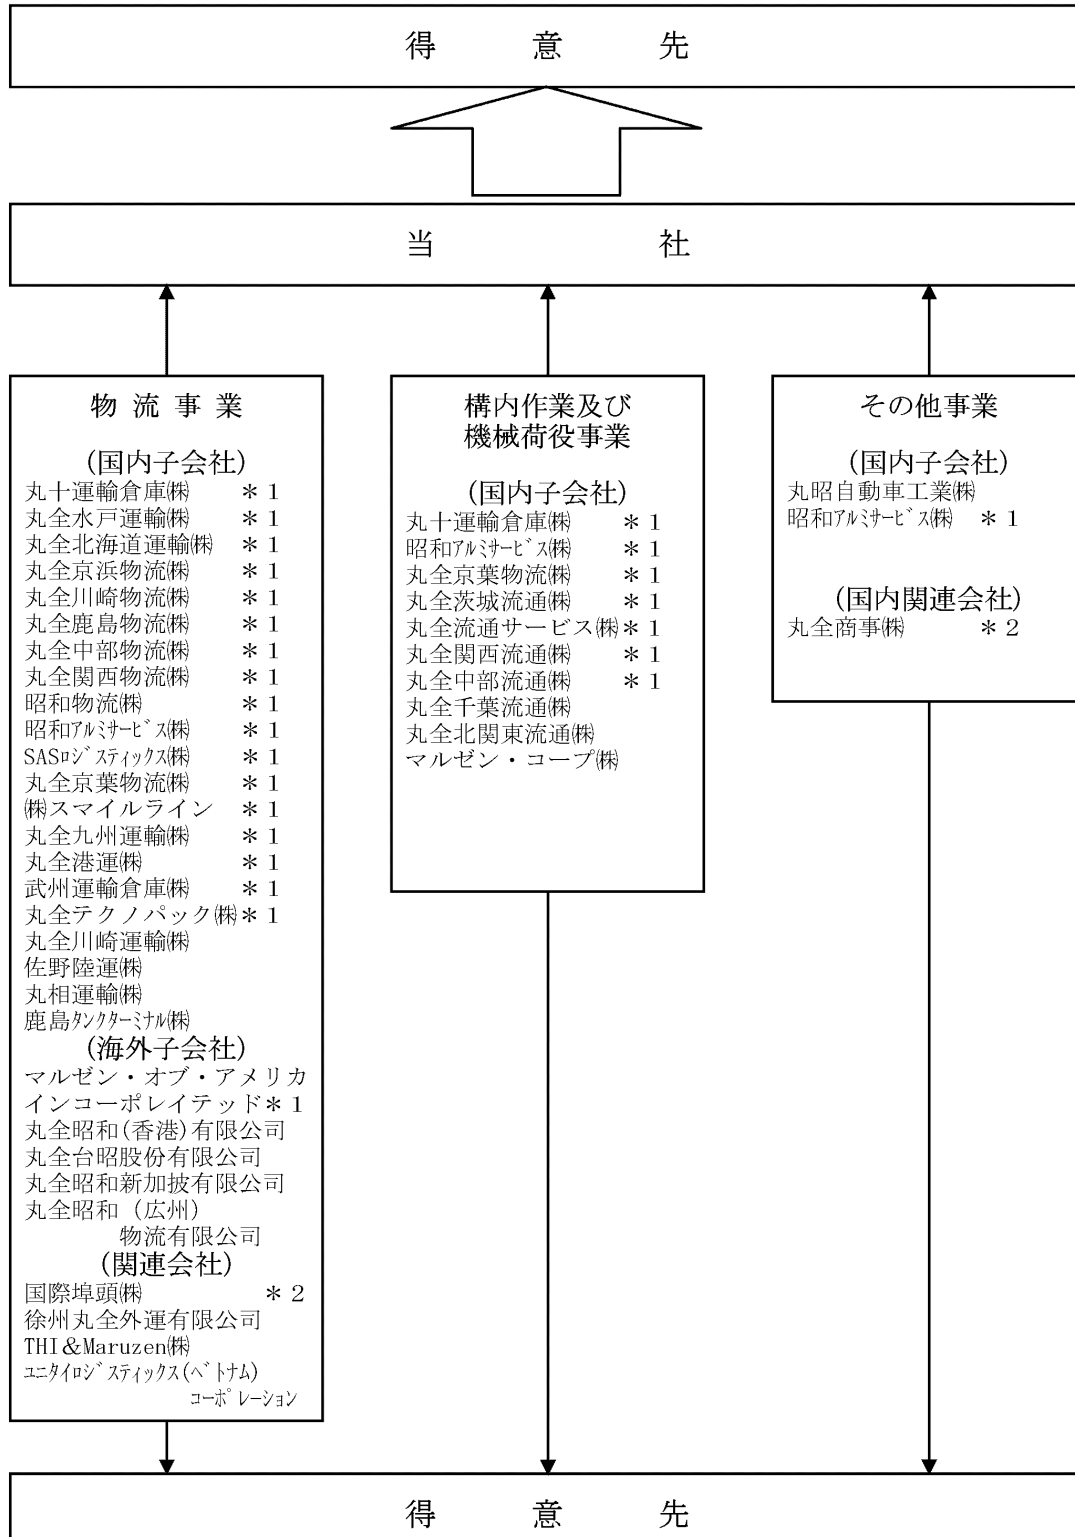 得意先
当社
物流事業
(国内子会社)
丸十運輸倉庫㈱ ＊1
丸全水戸運輸㈱ ＊1
丸全北海道運輸㈱ ＊1
丸全京浜物流㈱ ＊1
丸全川崎物流㈱ ＊1
丸全鹿島物流㈱ ＊1
丸全中部物流㈱ ＊1
丸全関西物流㈱ ＊1
昭和物流㈱ ＊1
昭和ｱﾙﾐｻｰﾋﾞｽ㈱ ＊1
SASﾛｼﾞｽﾃｨｯｸｽ㈱ ＊1
丸全京葉物流㈱ ＊1
㈱スマイルライン ＊1
丸全九州運輸㈱ ＊1
丸全港運㈱ ＊1
武州運輸倉庫㈱ ＊1
丸全テクノパック㈱＊1
丸全川崎運輸㈱
佐野陸運㈱
丸相運輸㈱
鹿島ﾀﾝｸﾀｰﾐﾅﾙ㈱
(海外子会社)
マルゼン・オブ・アメリカ
インコーポレイテッド＊1
丸全昭和(香港)有限公司
丸全台昭股份有限公司
丸全昭和新加披有限公司
丸全昭和（広州）
物流有限公司
(関連会社)
国際埠頭㈱ ＊2
徐州丸全外運有限公司
THI＆Maruzen㈱
ﾕﾆﾀｲﾛｼﾞｽﾃｨｯｸｽ(ﾍﾞﾄﾅﾑ)
ｺｰﾎﾟﾚｰｼｮﾝ
構内作業及び
機械荷役事業
(国内子会社)
丸十運輸倉庫㈱ ＊1
昭和ｱﾙﾐｻｰﾋﾞｽ㈱ ＊1
丸全京葉物流㈱ ＊1
丸全茨城流通㈱ ＊1
丸全流通サービス㈱＊1
丸全関西流通㈱ ＊1
丸全中部流通㈱ ＊1
丸全千葉流通㈱
丸全北関東流通㈱
マルゼン・コープ㈱
その他事業
(国内子会社)
丸昭自動車工業㈱
昭和ｱﾙﾐｻｰﾋﾞｽ㈱ ＊1
(国内関連会社)
丸全商事㈱ ＊2
得意先